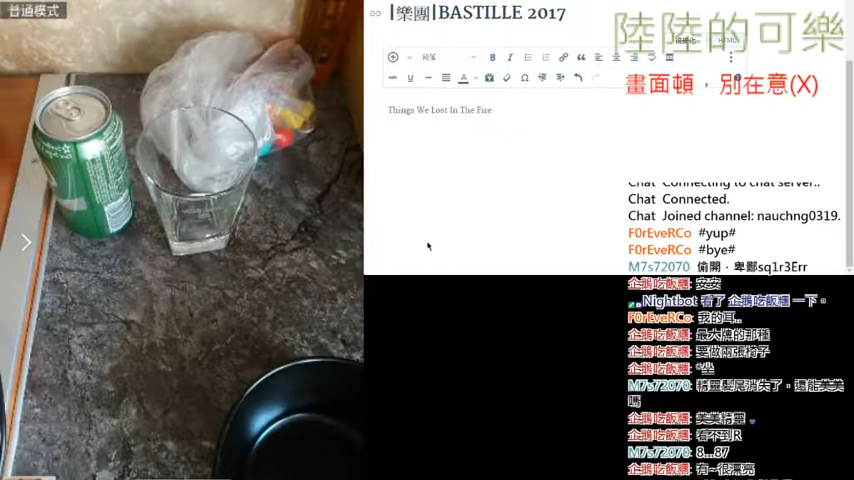 普通模式
|樂團|BASTILLE 2017
陸陸的可樂
段落
HTML
畫面頓，別在意(X)
Things We Lost In The Fire
Chat Connecting to chat server..
Chat Connected.
Chat Joined channel: nauchng0319.
F0rEveRCo #yup#
F0rEveRCo #bye#
M7s72070 偷開．卑鄙sq1r3Err
企鵝吃飯糰: 安安
Nightbot 看了 企鵝吃飯糰 一下。
F0rEveRCo: 我的耳..
企鵝吃飯糰: 最大牌的那種
企鵝吃飯糰: 要做兩張椅子
企鵝吃飯糰: *坐
M7s72070: 精靈髮尾消失了．還能美美
嗎
企鵝吃飯糰: 美美精靈
企鵝吃飯糰: 看不到R
M7s72070: 8...87
企鵝吃飯糰: 有~很漂亮